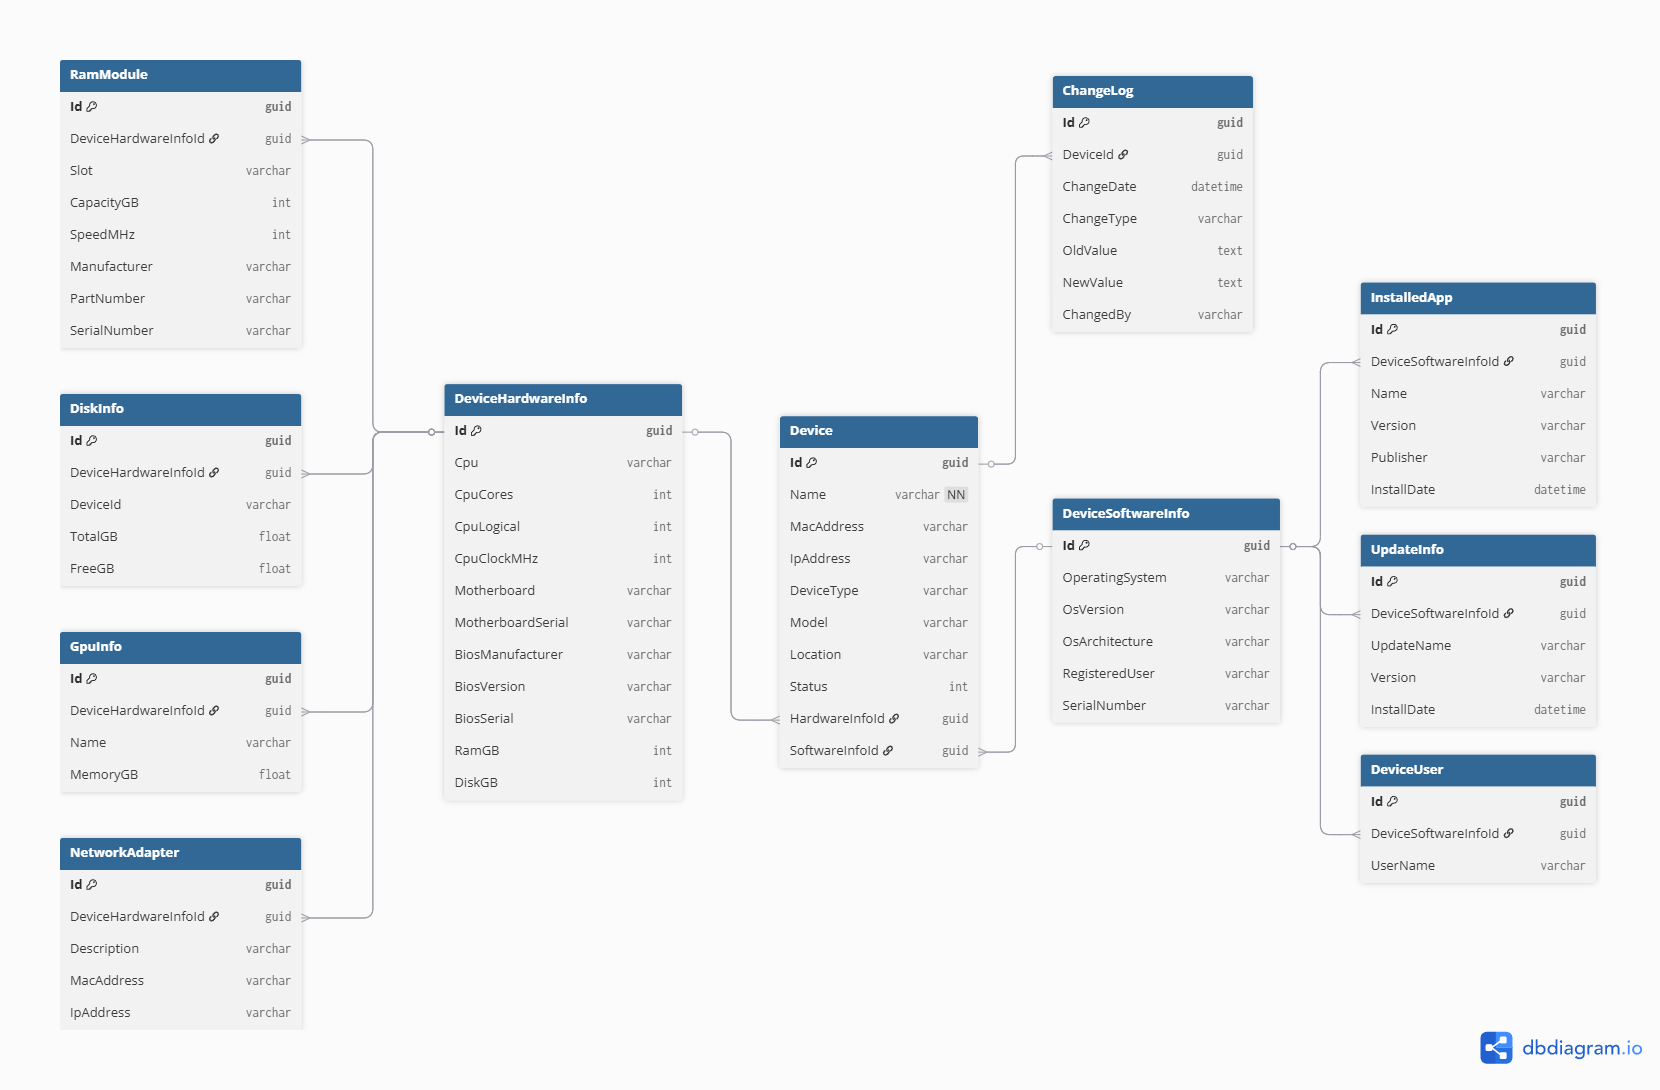 RamModule
Id guid
DeviceHardwareInfoId guid
Slot varchar
CapacityGB int
SpeedMHz int
Manufacturer varchar
PartNumber varchar
SerialNumber varchar
DiskInfo
Id guid
DeviceHardwareInfoId guid
DeviceId varchar
TotalGB float
FreeGB float
GpuInfo
Id guid
DeviceHardwareInfoId guid
Name varchar
MemoryGB float
NetworkAdapter
Id guid
DeviceHardwareInfoId guid
Description varchar
MacAddress varchar
IpAddress varchar
DeviceHardwareInfo
Id guid
Cpu varchar
CpuCores int
CpuLogical int
CpuClockMHz int
Motherboard varchar
MotherboardSerial varchar
BiosManufacturer varchar
BiosVersion varchar
BiosSerial varchar
RamGB int
DiskGB int
Device
Id guid
Name varchar NN
MacAddress varchar
IpAddress varchar
DeviceType varchar
Model varchar
Location varchar
Status int
HardwareInfoId guid
SoftwareInfoId guid
ChangeLog
Id guid
DeviceId guid
ChangeDate datetime
ChangeType varchar
OldValue text
NewValue text
ChangedBy varchar
DeviceSoftwareInfo
Id guid
OperatingSystem varchar
OsVersion varchar
OsArchitecture varchar
RegisteredUser varchar
SerialNumber varchar
InstalledApp
Id guid
DeviceSoftwareInfoId guid
Name varchar
Version varchar
Publisher varchar
InstallDate datetime
UpdateInfo
Id guid
DeviceSoftwareInfoId guid
UpdateName varchar
Version varchar
InstallDate datetime
DeviceUser
Id guid
DeviceSoftwareInfoId guid
UserName varchar
dbdiagram.io